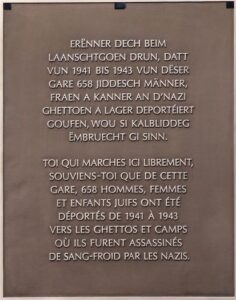 ERËNNER DECH BEIM
LAANSCHTGOEN DRUN, DATT
VUN 1941 BIS 1943 VUN DËSER
GARE 658 JIDDESCH MÄNNER,
FRAEN A KANNER AN D'NAZI
GHETTOEN A LAGER DEPORTÉIERT
GOUFEN, WOU SI KALBLIDDEG
ËMBRUECHT GI SINN.
TOI QUI MARCHES ICI LIBREMENT,
SOUVIENS-TOI QUE DE CETTE
GARE, 658 HOMMES, FEMMES
ET ENFANTS JUIFS ONT ÉTÉ
DÉPORTÉS DE 1941 À 1943
VERS LES GHETTOS ET CAMPS
OÙ ILS FURENT ASSASSINÉS
DE SANG-FROID PAR LES NAZIS.